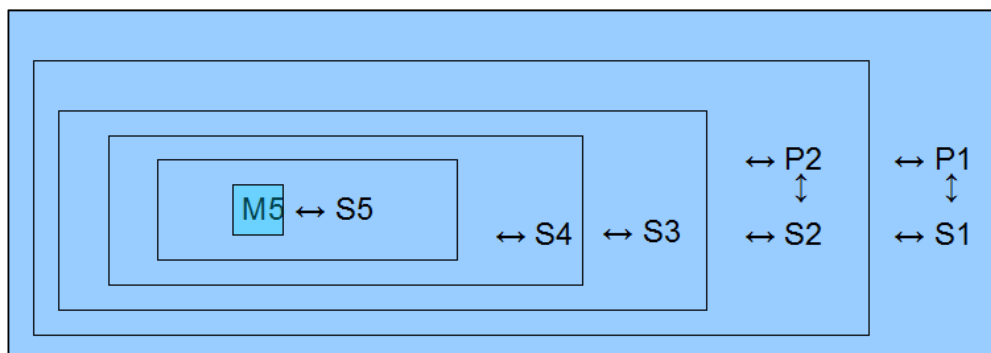 ↔ P2 ↔ P1
↕ ↕
M5 ↔ S5
↔ S4 ↔ S3 ↔ S2 ↔ S1